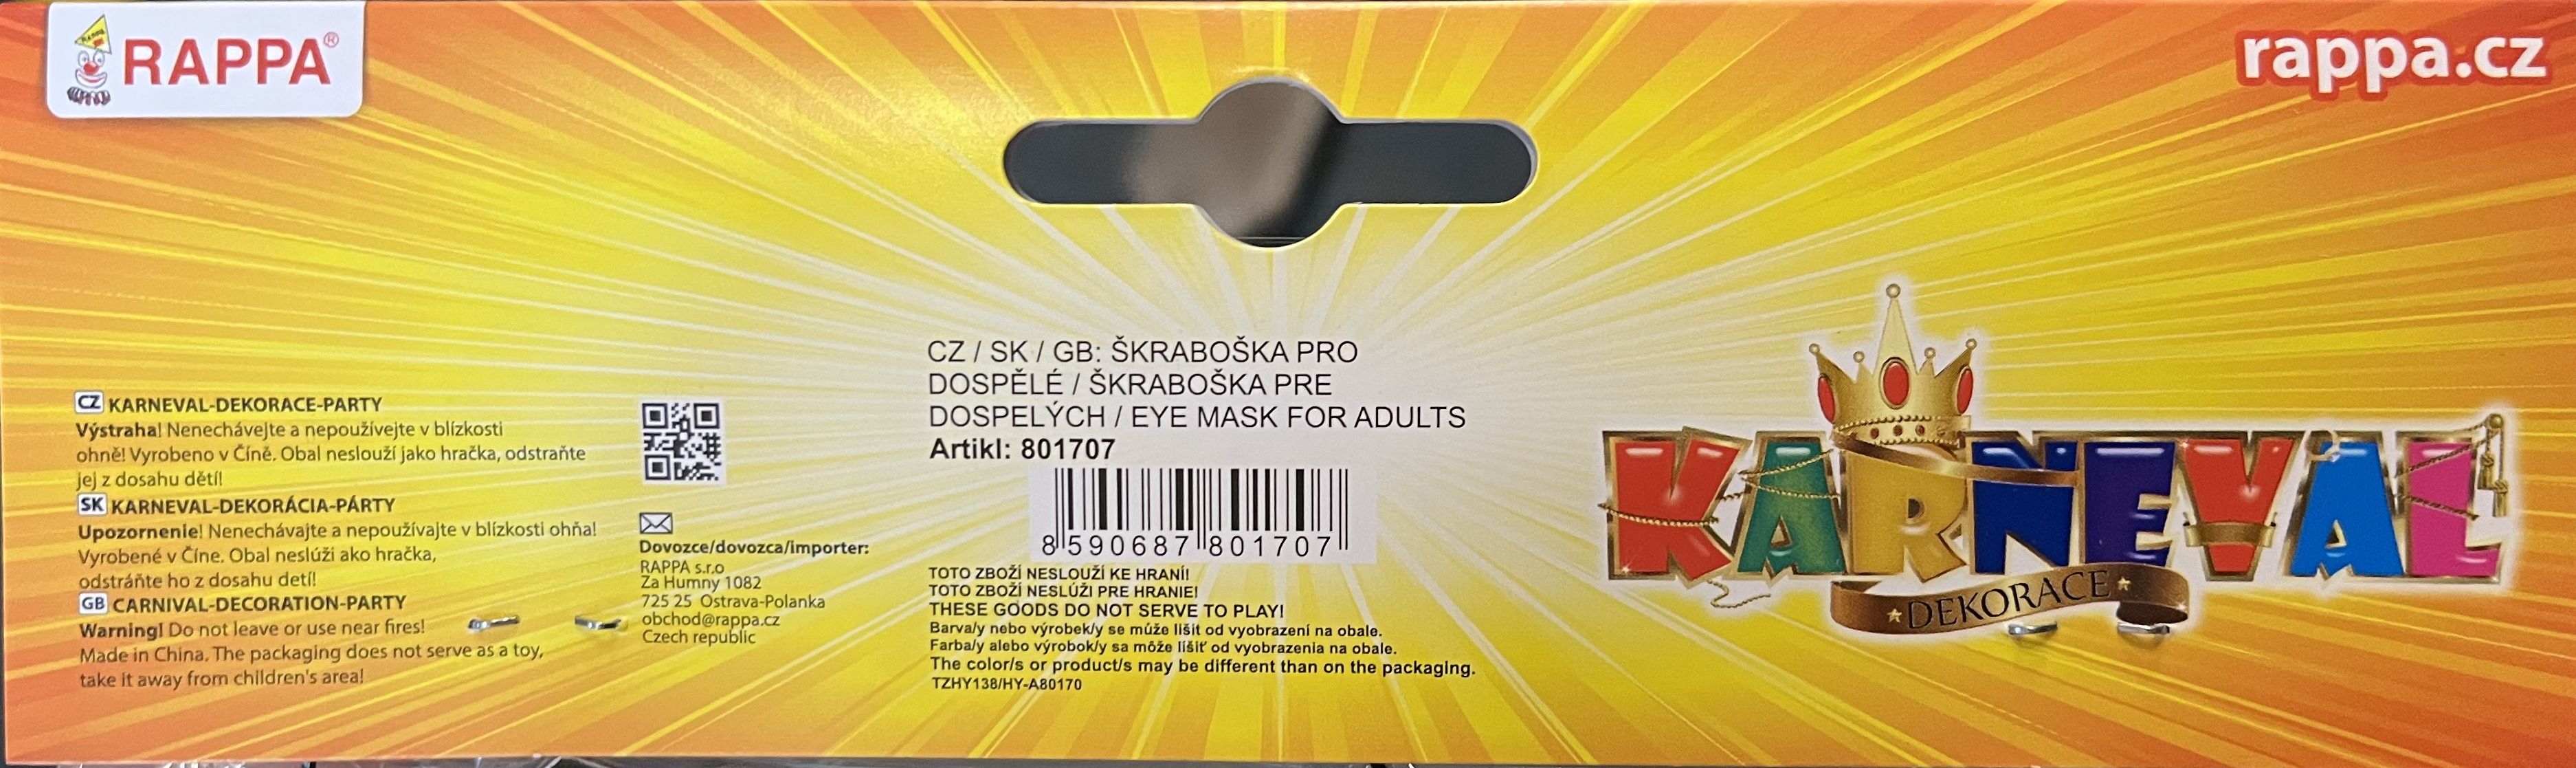 RAPPA®
rappa.cz
CZ KARNEVAL-DEKORACE-PARTY
Výstraha! Nenechávejte a nepoužívejte v blízkosti
ohně! Vyrobeno v Číně. Obal neslouží jako hračka, odstraňte
jej z dosahu dětí!
SK KARNEVAL-DEKORÁCIA-PÁRTY
Upozornenie! Nenechávajte a nepoužívajte v blízkosti ohňa!
Vyrobené v Číne. Obal neslúži ako hračka,
odstráňte ho z dosahu detí!
GB CARNIVAL-DECORATION-PARTY
Warning! Do not leave or use near fires!
Made in China. The packaging does not serve as a toy,
take it away from children's area!
Dovozce/dovozca/importer:
RAPPA s.r.o
Za Humny 1082
725 25 Ostrava-Polanka
obchod@rappa.cz
Czech republic
CZ / SK / GB: ŠKRABOŠKA PRO
DOSPĚLÉ / ŠKRABOŠKA PRE
DOSPELÝCH / EYE MASK FOR ADULTS
Artikl: 801707
8 590687 801707
TOTO ZBOŽÍ NESLOUŽÍ KE HRANÍ!
TOTO ZBOŽÍ NESLÚŽI PRE HRANIE!
THESE GOODS DO NOT SERVE TO PLAY!
Barva/y nebo výrobek/y se může lišit od vyobrazení na obale.
Farba/y alebo výrobok/y sa môže líšiť od vyobrazenia na obale.
The color/s or product/s may be different than on the packaging.
TZHY138/HY-A80170
KARNEVAL
DEKORACE